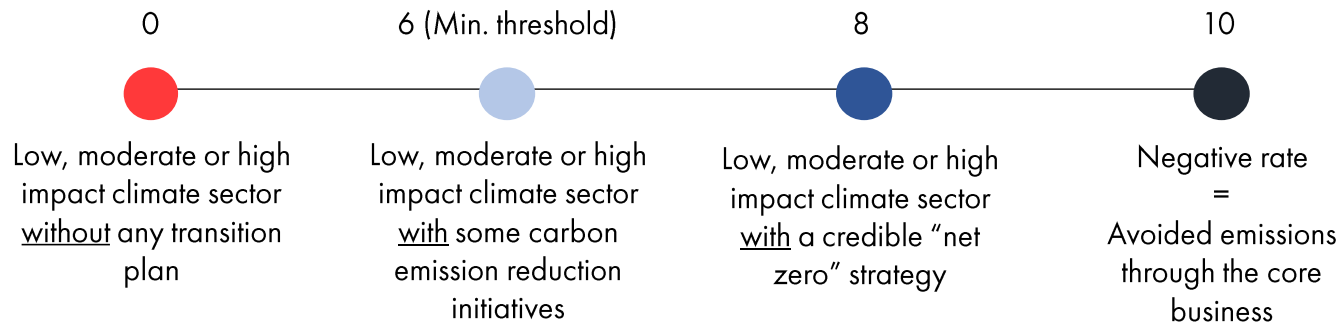 0
Low, moderate or high
impact climate sector
without any transition
plan
6 (Min. threshold)
Low, moderate or high
impact climate sector
with some carbon
emission reduction
initiatives
8
Low, moderate or high
impact climate sector
with a credible “net
zero” strategy
10
Negative rate
=
Avoided emissions
through the core
business